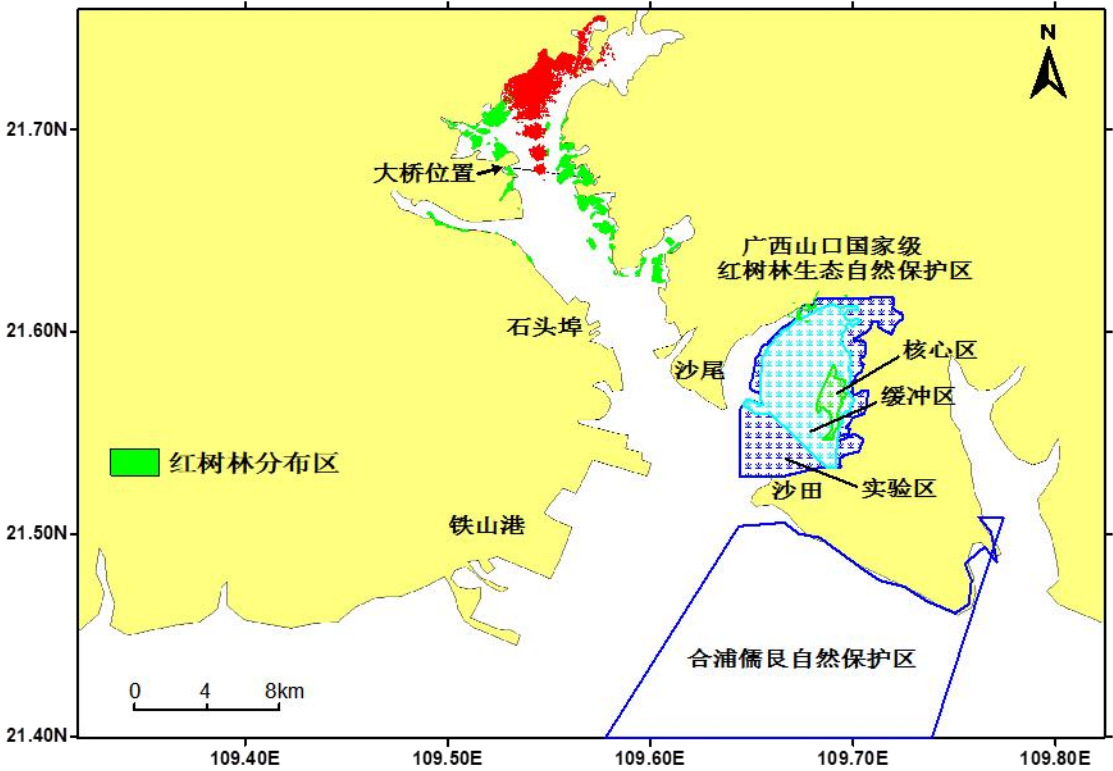 N
21.70N
大桥位置
广西山口国家级
红树林生态自然保护区
21.60N
石头埠
沙尾
核心区
缓冲区
红树林分布区
实验区
沙田
铁山港
21.50N
合浦儒艮自然保护区
0 4 8km
21.40N
109.40E 109.50E 109.60E 109.70E 109.80E